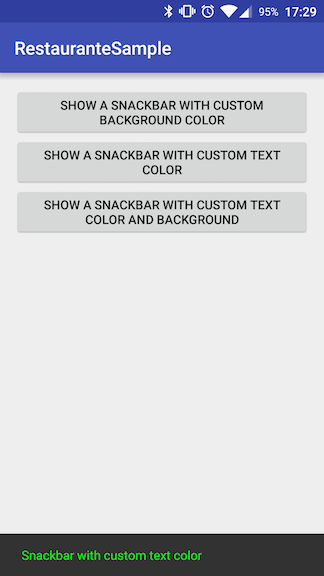 95% 17:29
RestauranteSample
SHOW A SNACKBAR WITH CUSTOM
BACKGROUND COLOR
SHOW A SNACKBAR WITH CUSTOM TEXT
COLOR
SHOW A SNACKBAR WITH CUSTOM TEXT
COLOR AND BACKGROUND
Snackbar with custom text color